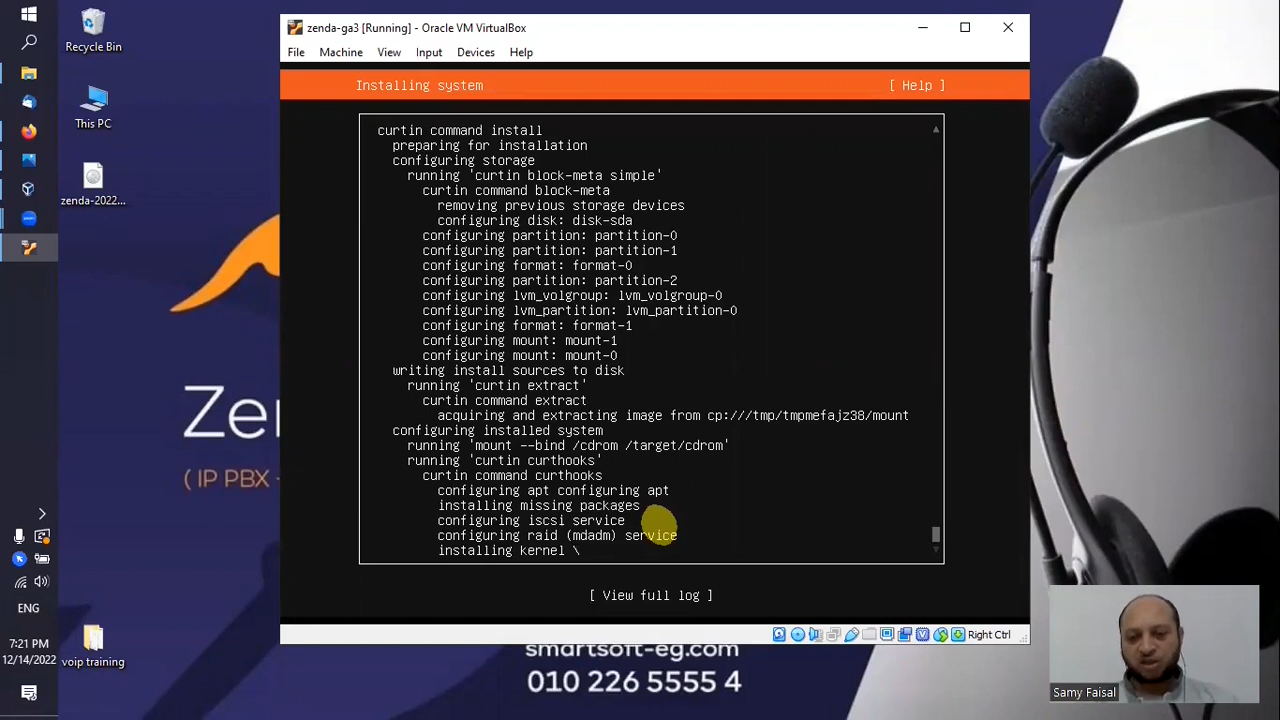 Recycle Bin
This PC
zenda-2022...
7:21 PM
12/14/2022
ENG
voip training
zenda-ga3 [Running] - Oracle VM VirtualBox
File Machine View Input Devices Help
Installing system [ Help ]
curtin command install
preparing for installation
configuring storage
running 'curtin block-meta simple'
curtin command block-meta
removing previous storage devices
configuring disk: disk-sda
configuring partition: partition-0
configuring partition: partition-1
configuring format: format-0
configuring partition: partition-2
configuring lvm_volgroup: lvm_volgroup-0
configuring lvm_partition: lvm_partition-0
configuring format: format-1
configuring mount: mount-1
configuring mount: mount-0
writing install sources to disk
running 'curtin extract'
curtin command extract
acquiring and extracting image from cp:///tmp/tmpmefajz38/mount
configuring installed system
running 'mount --bind /cdrom /target/cdrom'
running 'curtin curthooks'
curtin command curthooks
configuring apt configuring apt
installing missing packages
configuring iscsi service
configuring raid (mdadm) service
installing kernel \
[ View full log ]
Right Ctrl
Zen
( IP PBX
smartsoft-eg.com
010 226 5555 4
Samy Faisal